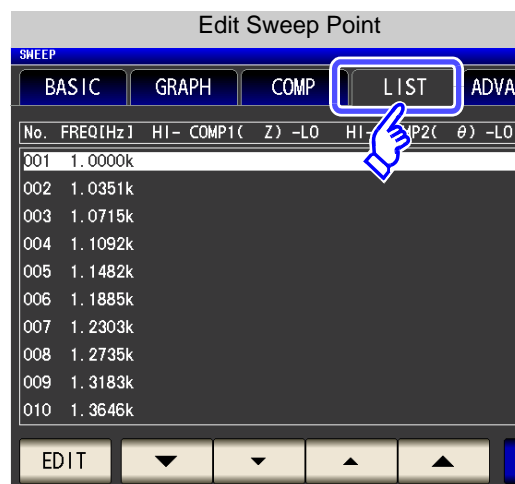 Edit Sweep Point
SWEEP
BASIC GRAPH COMP LIST ADVA
No. FREQ[Hz] HI- COMP1( Z) -LO HI- MP2( θ) -LO
001 1.0000k
002 1.0351k
003 1.0715k
004 1.1092k
005 1.1482k
006 1.1885k
007 1.2303k
008 1.2735k
009 1.3183k
010 1.3646k
EDIT